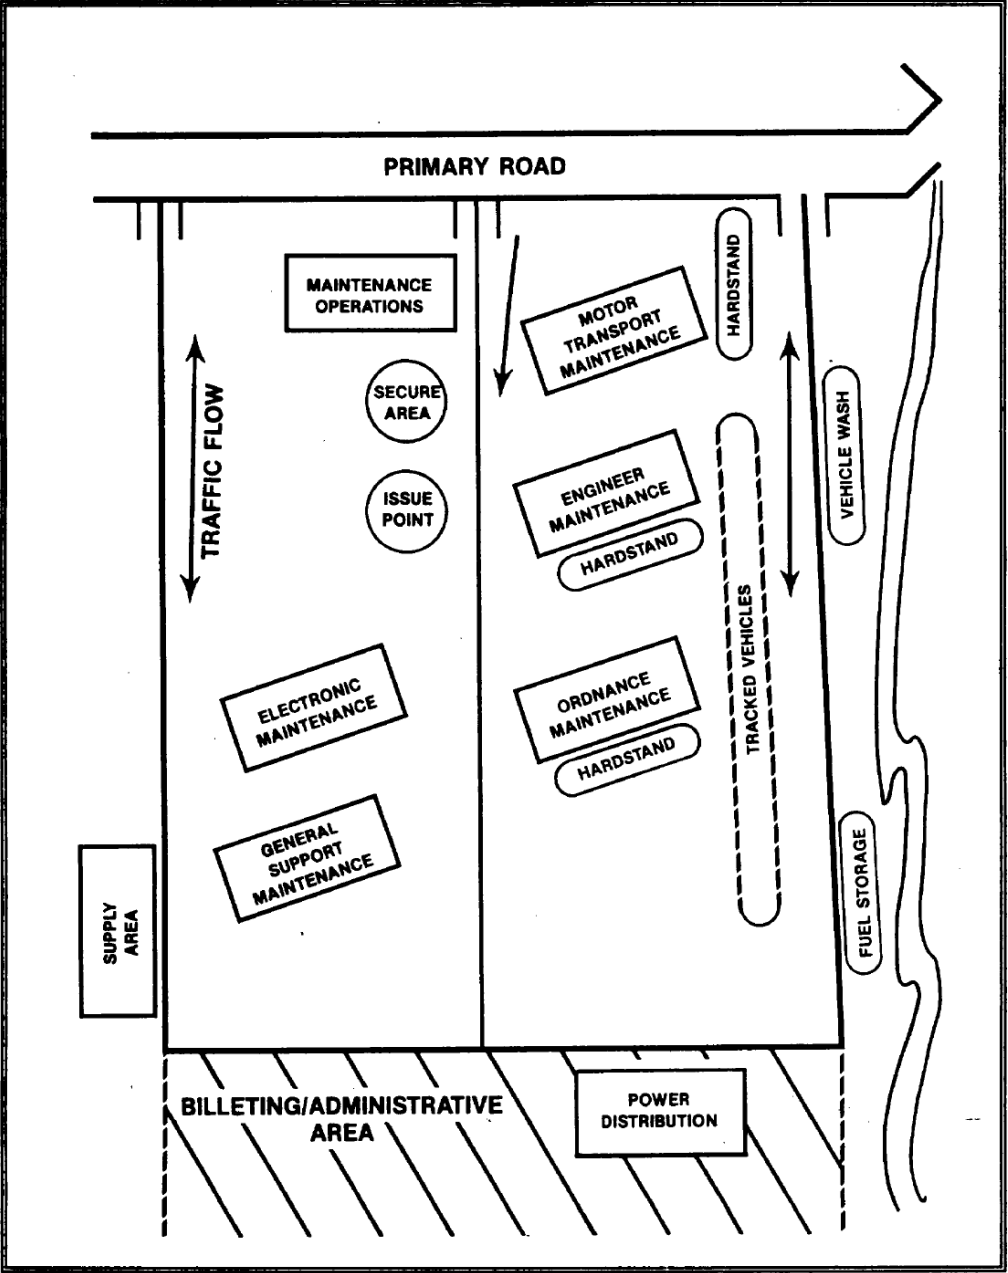 PRIMARY ROAD
MAINTENANCE
OPERATIONS
SECURE
AREA
ISSUE
POINT
TRAFFIC FLOW
ELECTRONIC
MAINTENANCE
GENERAL
SUPPORT
MAINTENANCE
SUPPLY
AREA
MOTOR
TRANSPORT
MAINTENANCE
HARDSTAND
ENGINEER
MAINTENANCE
HARDSTAND
ORDNANCE
MAINTENANCE
HARDSTAND
TRACKED VEHICLES
VEHICLE WASH
FUEL STORAGE
BILLETING/ADMINISTRATIVE
AREA
POWER
DISTRIBUTION